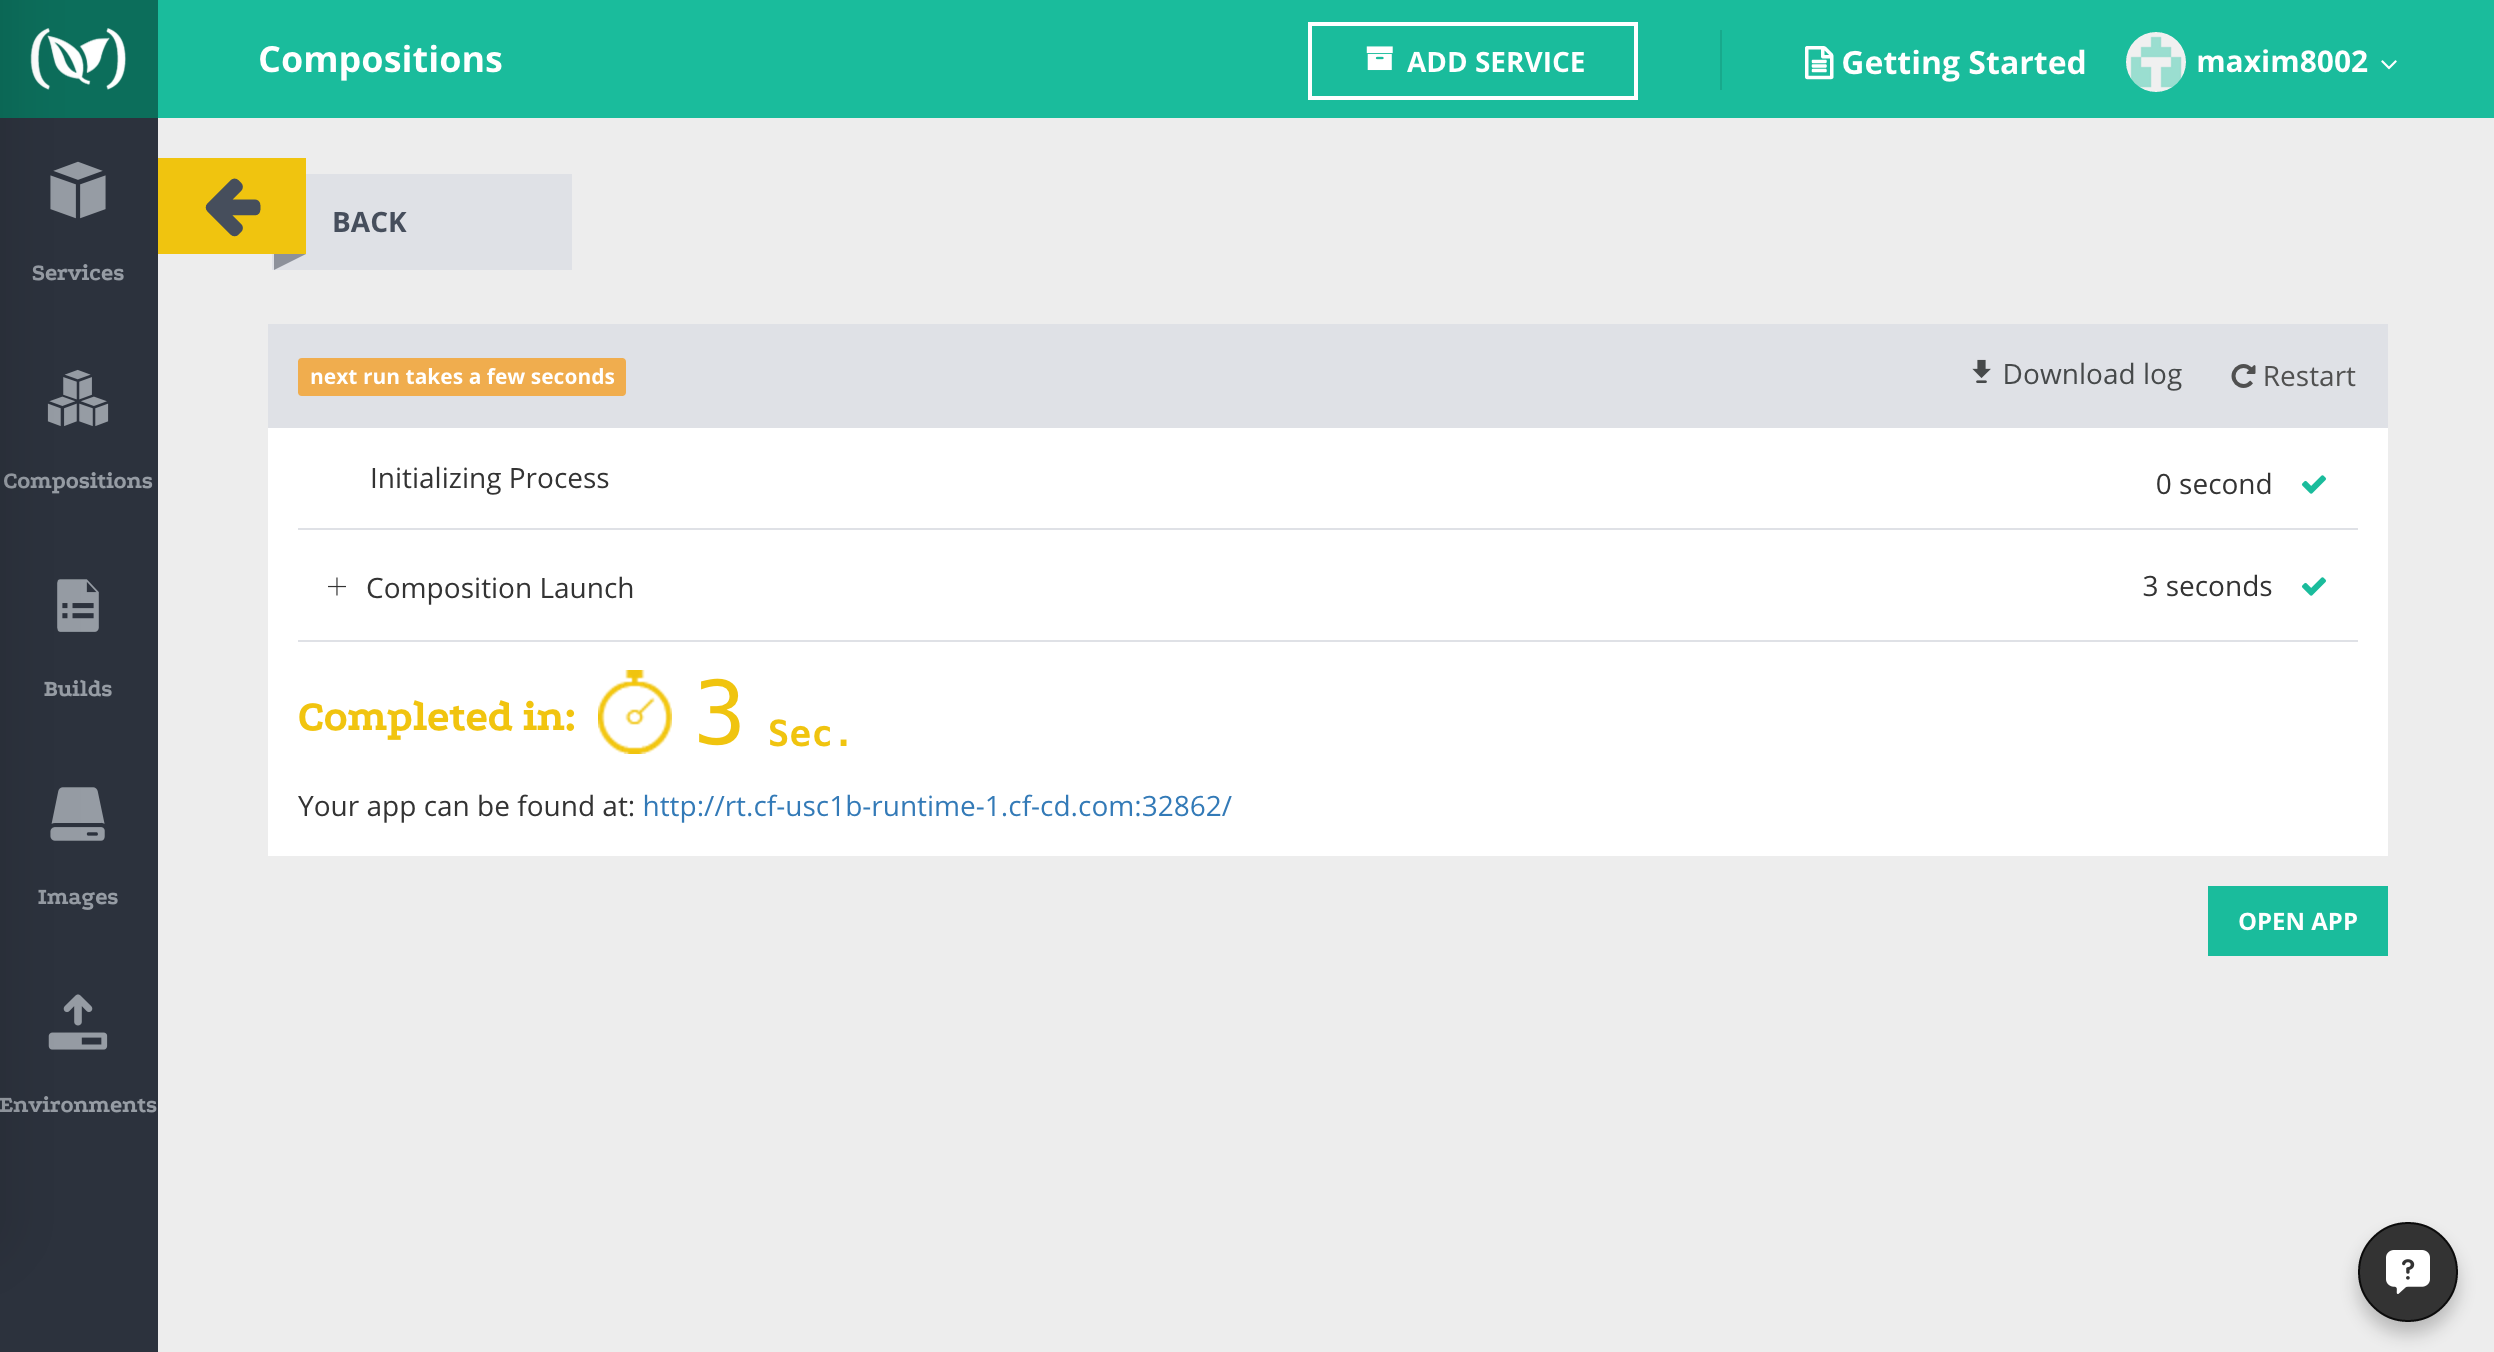 Compositions
ADD SERVICE
Getting Started
maxim8002
Services
Compositions
Builds
Images
Environments
BACK
next run takes a few seconds
Download log
Restart
Initializing Process
0 second
+ Composition Launch
3 seconds
Completed in: 3 Sec.
Your app can be found at: http://rt.cf-usc1b-runtime-1.cf-cd.com:32862/
OPEN APP
?